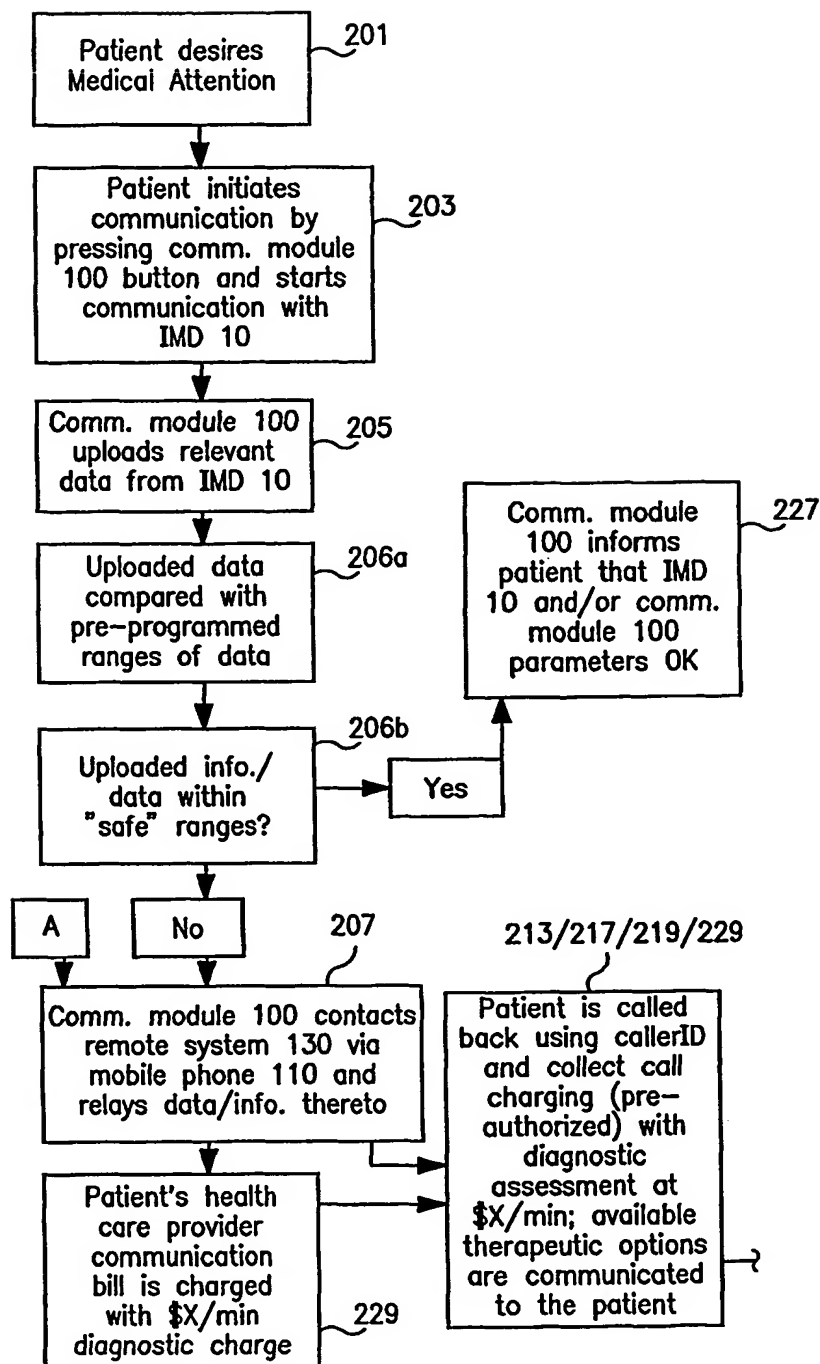 Patient desires
Medical Attention
201
Patient initiates
communication by
pressing comm. module
100 button and starts
communication with
IMD 10
203
Comm. module 100
uploads relevant
data from IMD 10
205
Uploaded data
compared with
pre-programmed
ranges of data
206a
Comm. module
100 informs
patient that IMD
10 and/or comm.
module 100
parameters OK
227
Uploaded info./
data within
"safe" ranges?
206b
Yes
A
No
Comm. module 100 contacts
remote system 130 via
mobile phone 110 and
relays data/info. thereto
207
213/217/219/229
Patient is called
back using callerID
and collect call
charging (pre-
authorized) with
diagnostic
assessment at
$X/min; available
therapeutic options
are communicated
to the patient
Patient's health
care provider
communication
bill is charged
with $X/min
diagnostic charge
229